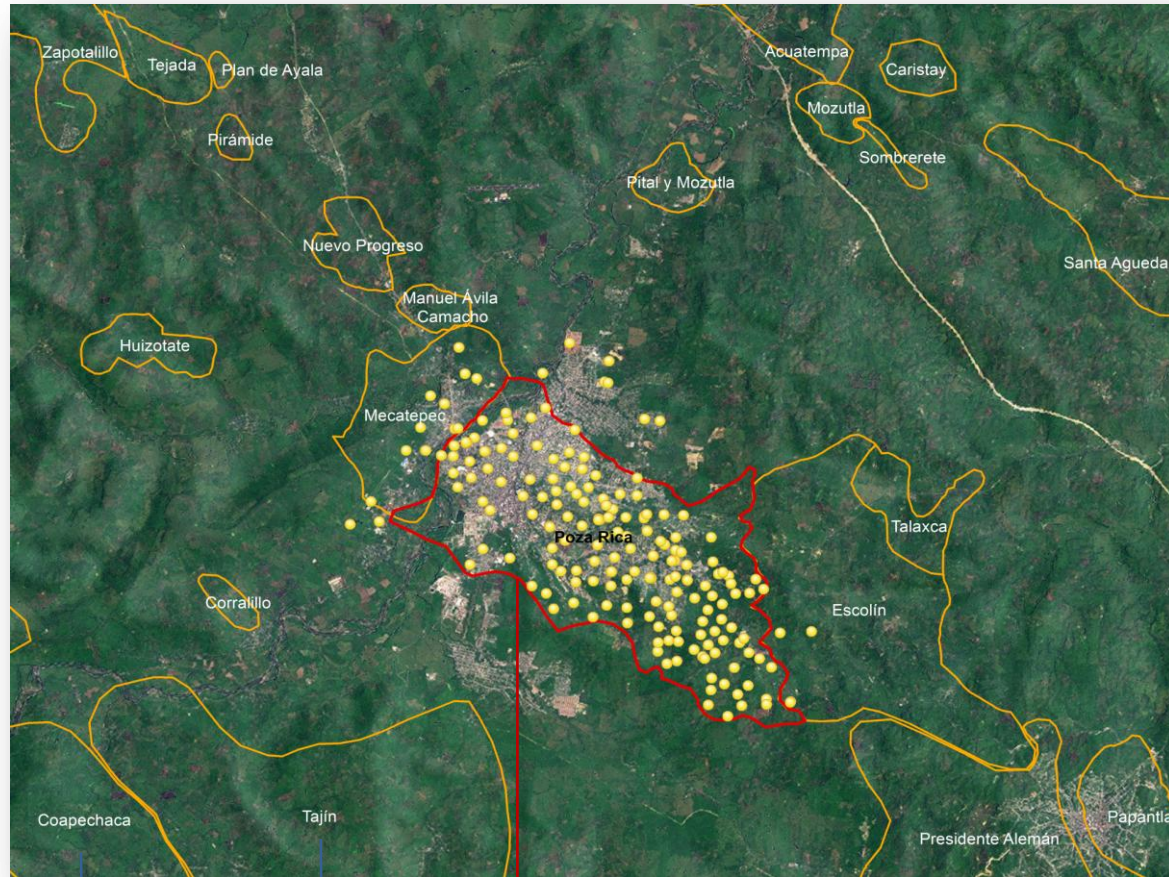 Zapotalillo
Tejada
Plan de Ayala
Pirámide
Acuatempa
Caristay
Mozutla
Sombrerete
Pital y Mozutla
Nuevo Progreso
Santa Agueda
Manuel Ávila
Camacho
Huizotate
Mecatepec
Talaxca
Poza Rica
Corralillo
Escolín
Coapechaca
Tajín
Presidente Alemán
Papantla